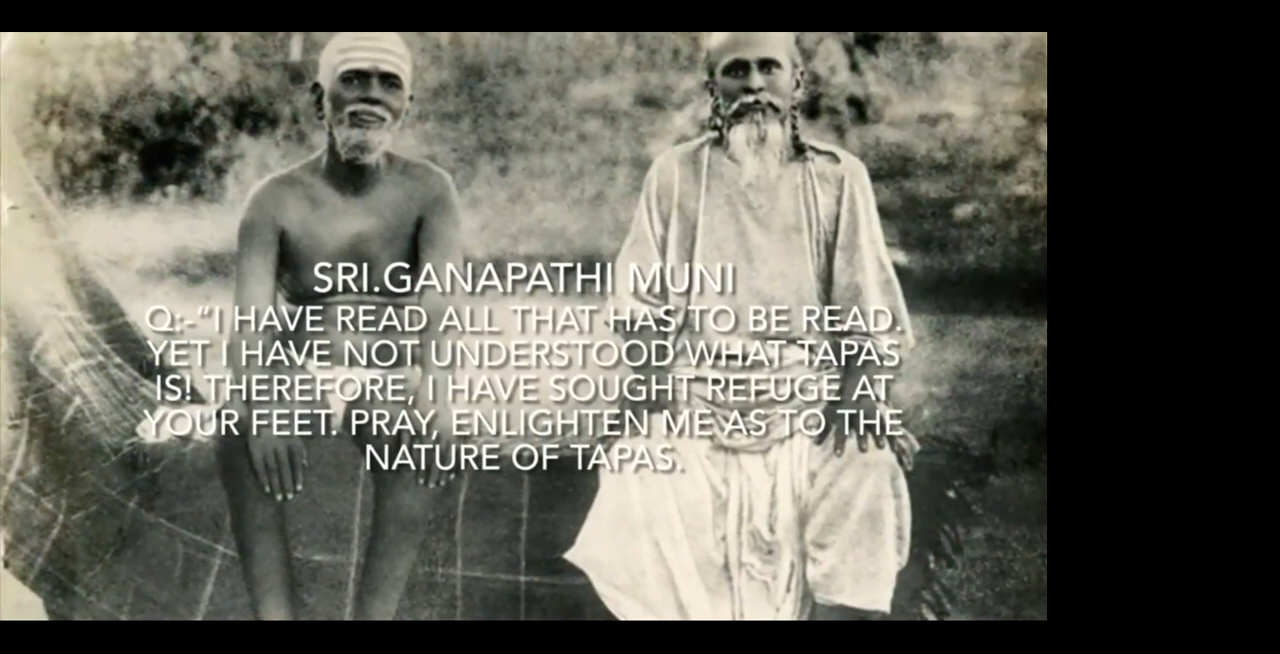 SRI.GANAPATHI MUNI
Q:-“I HAVE READ ALL THAT HAS TO BE READ.
YET I HAVE NOT UNDERSTOOD WHAT TAPAS
IS! THEREFORE, I HAVE SOUGHT REFUGE AT
YOUR FEET. PRAY, ENLIGHTEN ME AS TO THE
NATURE OF TAPAS.